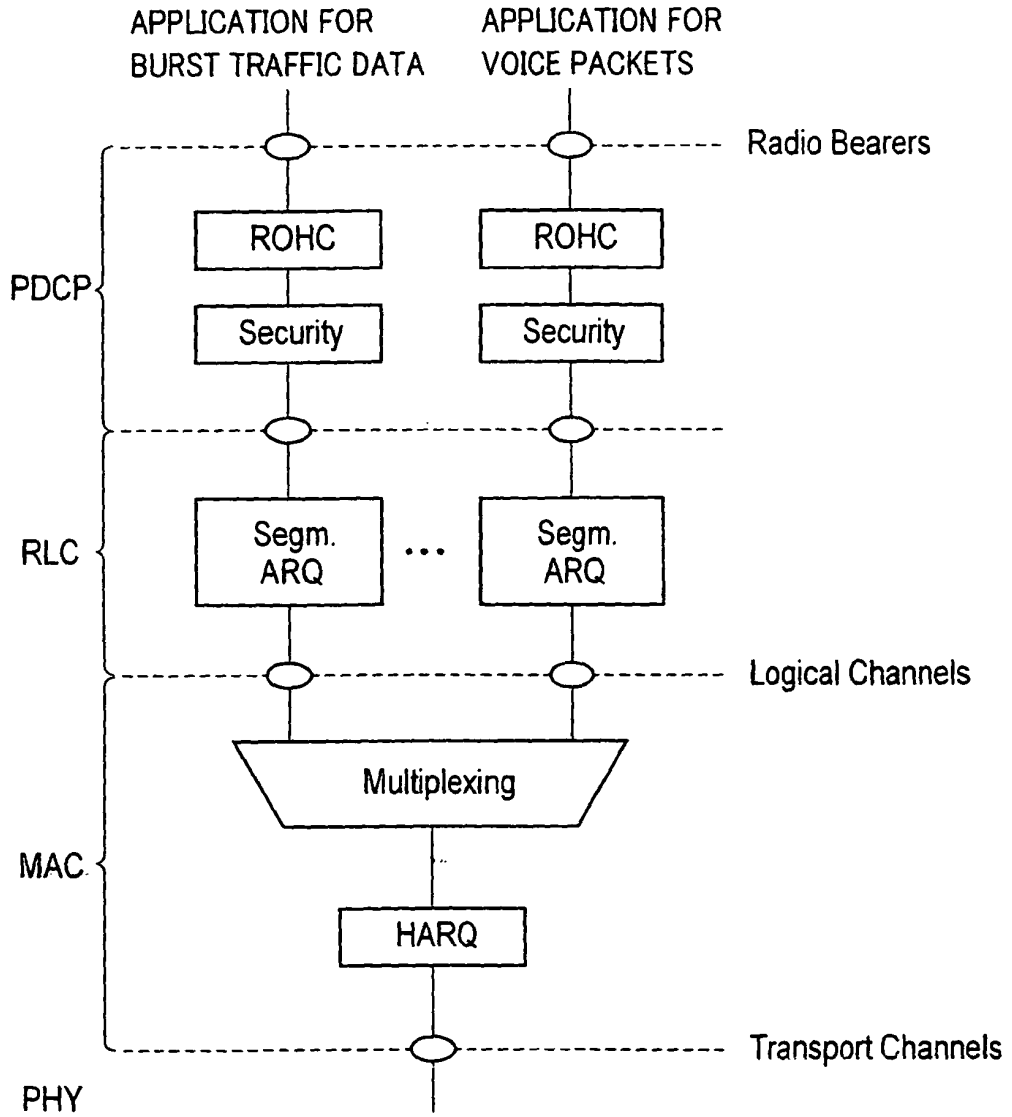 APPLICATION FOR
BURST TRAFFIC DATA
APPLICATION FOR
VOICE PACKETS
Radio Bearers
ROHC
ROHC
PDCP
Security
Security
RLC
Segm.
ARQ
...
Segm.
ARQ
Logical Channels
Multiplexing
MAC
HARQ
Transport Channels
PHY